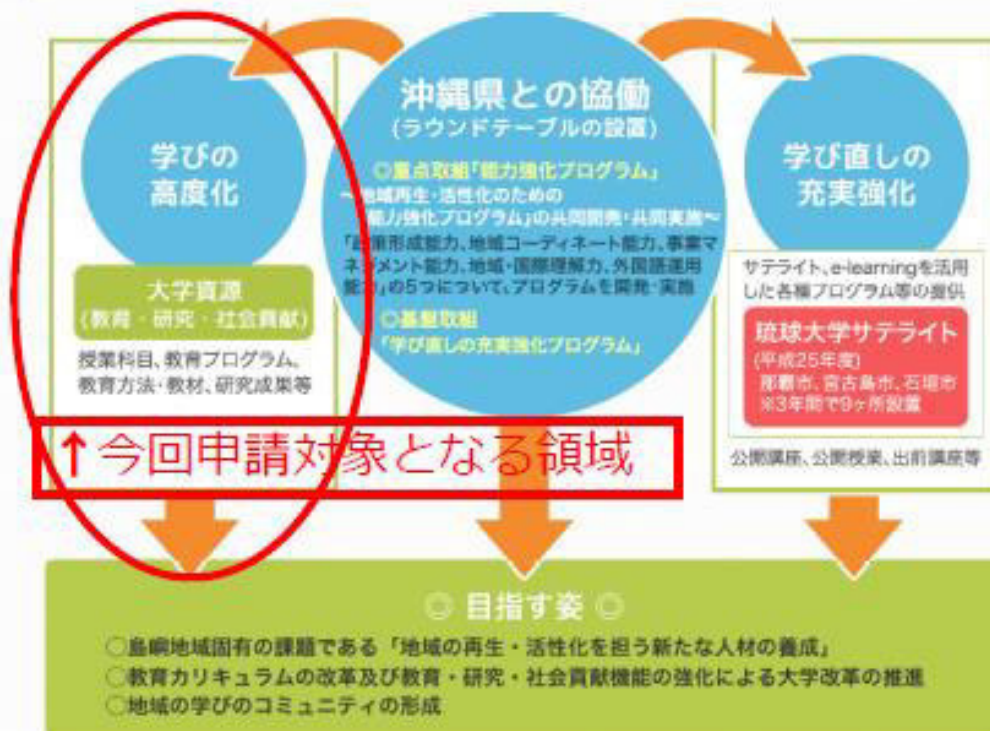 学びの
高度化
大学資源
(教育・研究・社会貢献)
授業科目、教育プログラム、
教育方法・教材、研究成果等
沖縄県との協働
(ラウンドテーブルの設置)
◎重点取組「能力強化プログラム」
～地域再生・活性化のための
「能力強化プログラム」の共同開発・共同実施～
「政策形成能力、地域コーディネート能力、事業マ
ネジメント能力、地域・国際理解力、外国語運用
能力」の5つについて、プログラムを開発・実施
◎基盤取組
「学び直しの充実強化プログラム」
学び直しの
充実強化
サテライト、e-learningを活用
した各種プログラム等の提供
琉球大学サテライト
(平成25年度)
那覇市、宮古島市、石垣市
※3年間で9ヶ所設置
公開講座、公開授業、出前講座等
↑今回申請対象となる領域
◎ 目指す姿 ◎
○島嶼地域固有の課題である「地域の再生・活性化を担う新たな人材の養成」
○教育カリキュラムの改革及び教育・研究・社会貢献機能の強化による大学改革の推進
○地域の学びのコミュニティの形成